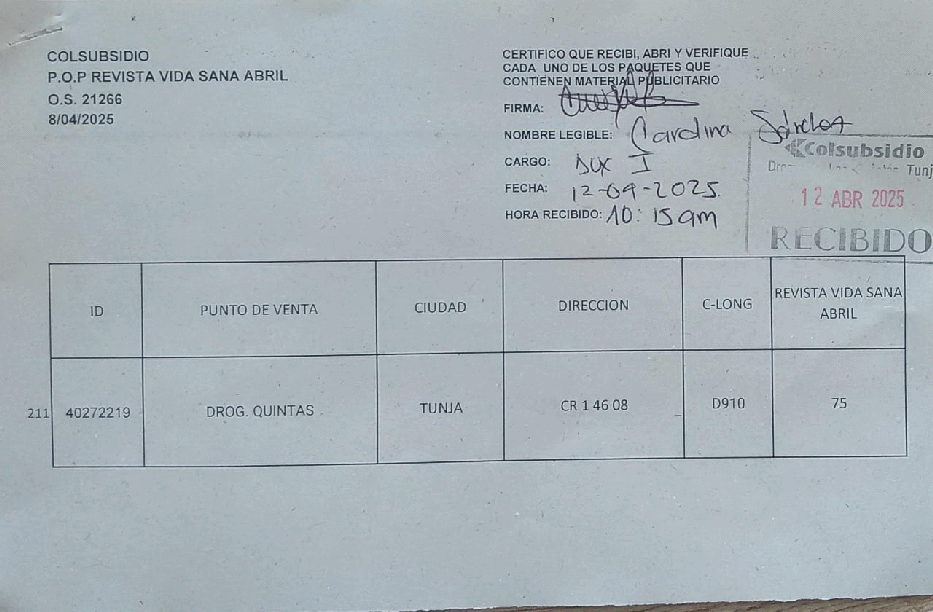 COLSUBSIDIO
P.O.P REVISTA VIDA SANA ABRIL
O.S. 21266
8/04/2025
CERTIFICO QUE RECIBI, ABRI Y VERIFIQUE
CADA UNO DE LOS PAQUETES QUE
CONTIENEN MATERIAL PUBLICITARIO
FIRMA:
NOMBRE LEGIBLE: Carolina
CARGO: Aux I
FECHA: 12-04-2025
HORA RECIBIDO: 10:15am
Colsubsidio
Tunj
12 ABR 2025
RECIBIDO
ID PUNTO DE VENTA CIUDAD DIRECCION C-LONG REVISTA VIDA SANA
ABRIL
211 40272219 DROG. QUINTAS TUNJA CR 1 46 08 D910 75